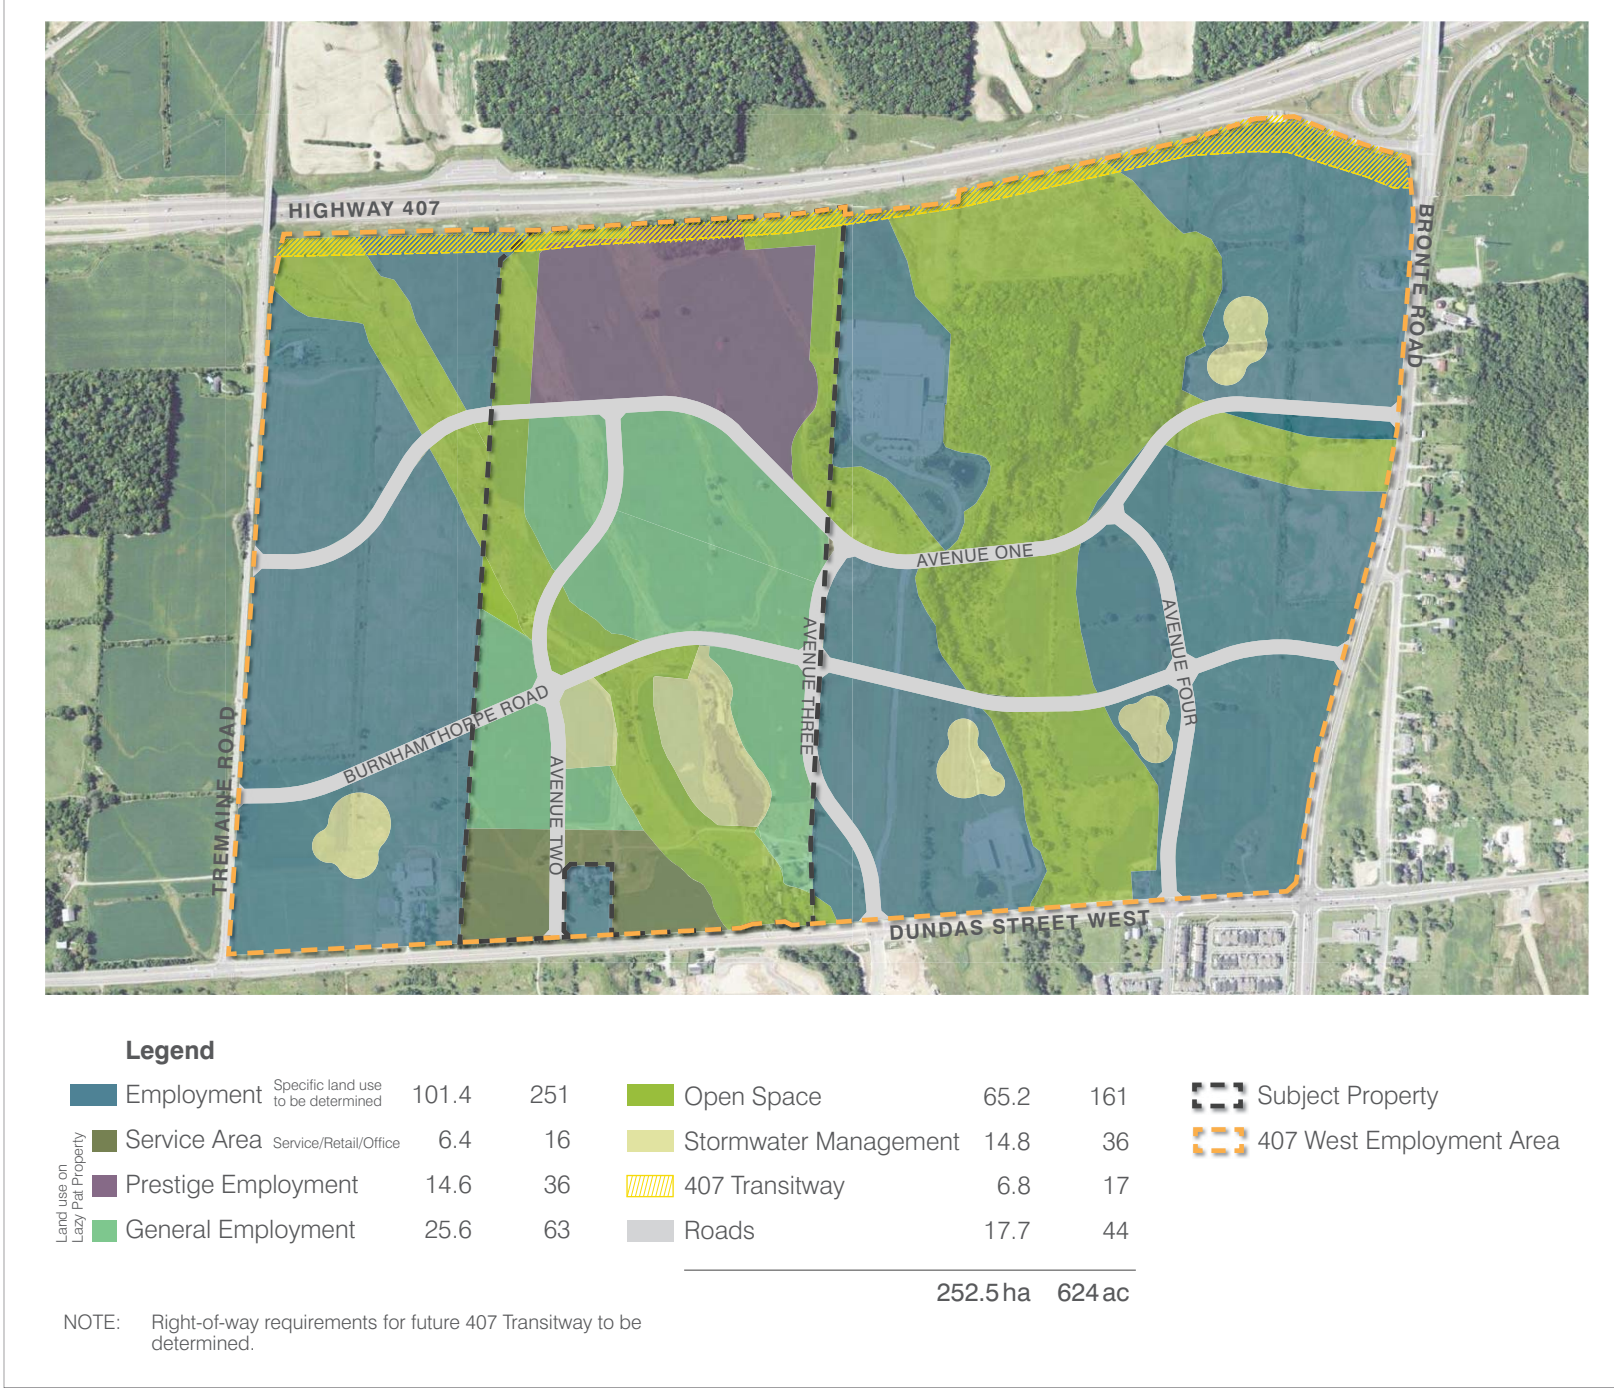 HIGHWAY 407
BRONTE ROAD
AVENUE ONE
AVENUE FOUR
AVENUE THREE
BURNHAMTHORPE ROAD
TREMAINE ROAD
AVENUE TWO
DUNDAS STREET WEST
Legend
Employment Specific land use to be determined 101.4 251
Land use on
Lazy Pat Property
Service Area Service/Retail/Office 6.4 16
Prestige Employment 14.6 36
General Employment 25.6 63
Open Space 65.2 161
Stormwater Management 14.8 36
407 Transitway 6.8 17
Roads 17.7 44
252.5 ha 624 ac
Subject Property
407 West Employment Area
NOTE: Right-of-way requirements for future 407 Transitway to be
determined.